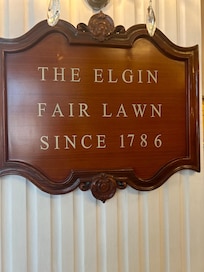 THE ELGIN
FAIR LAWN
SINCE 1786